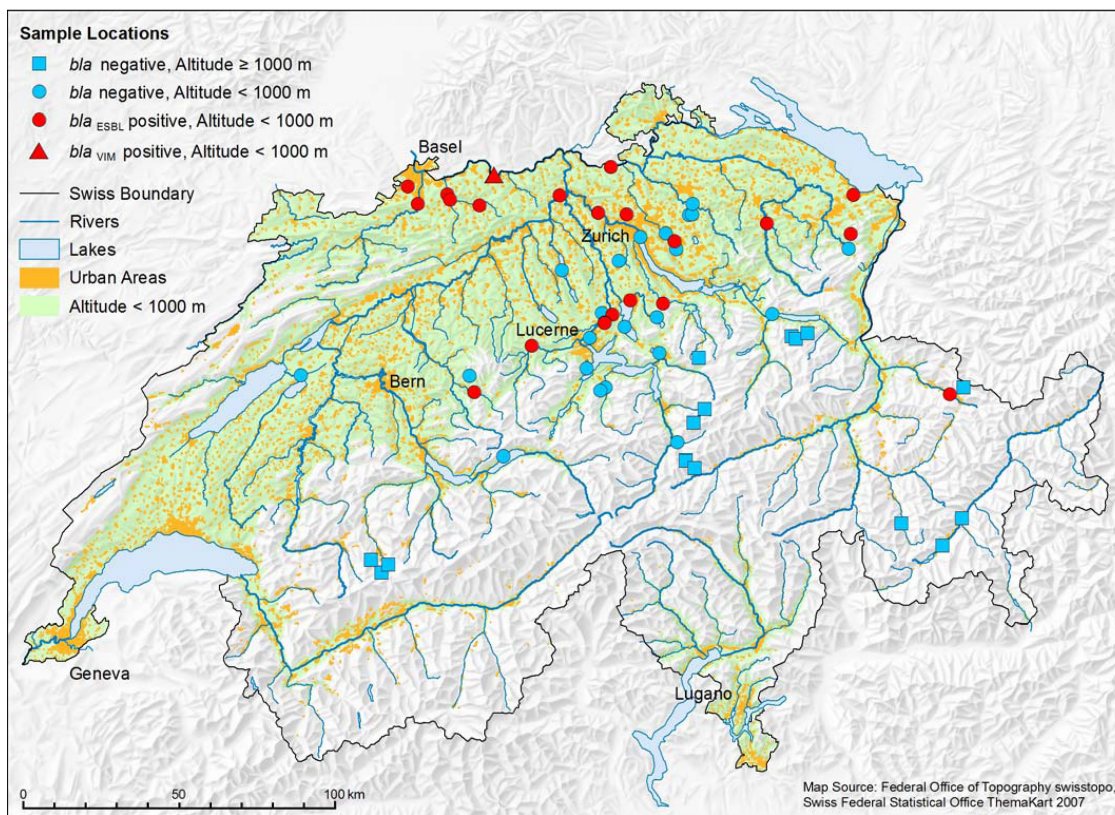 Sample Locations
bla negative, Altitude ≥ 1000 m
bla negative, Altitude < 1000 m
bla ESBL positive, Altitude < 1000 m
bla VIM positive, Altitude < 1000 m
Swiss Boundary
Rivers
Lakes
Urban Areas
Altitude < 1000 m
Basel
Zurich
Lucerne
Bern
Geneva
Lugano
0 50 100 km
Map Source: Federal Office of Topography swisstopo,
Swiss Federal Statistical Office ThemaKart 2007